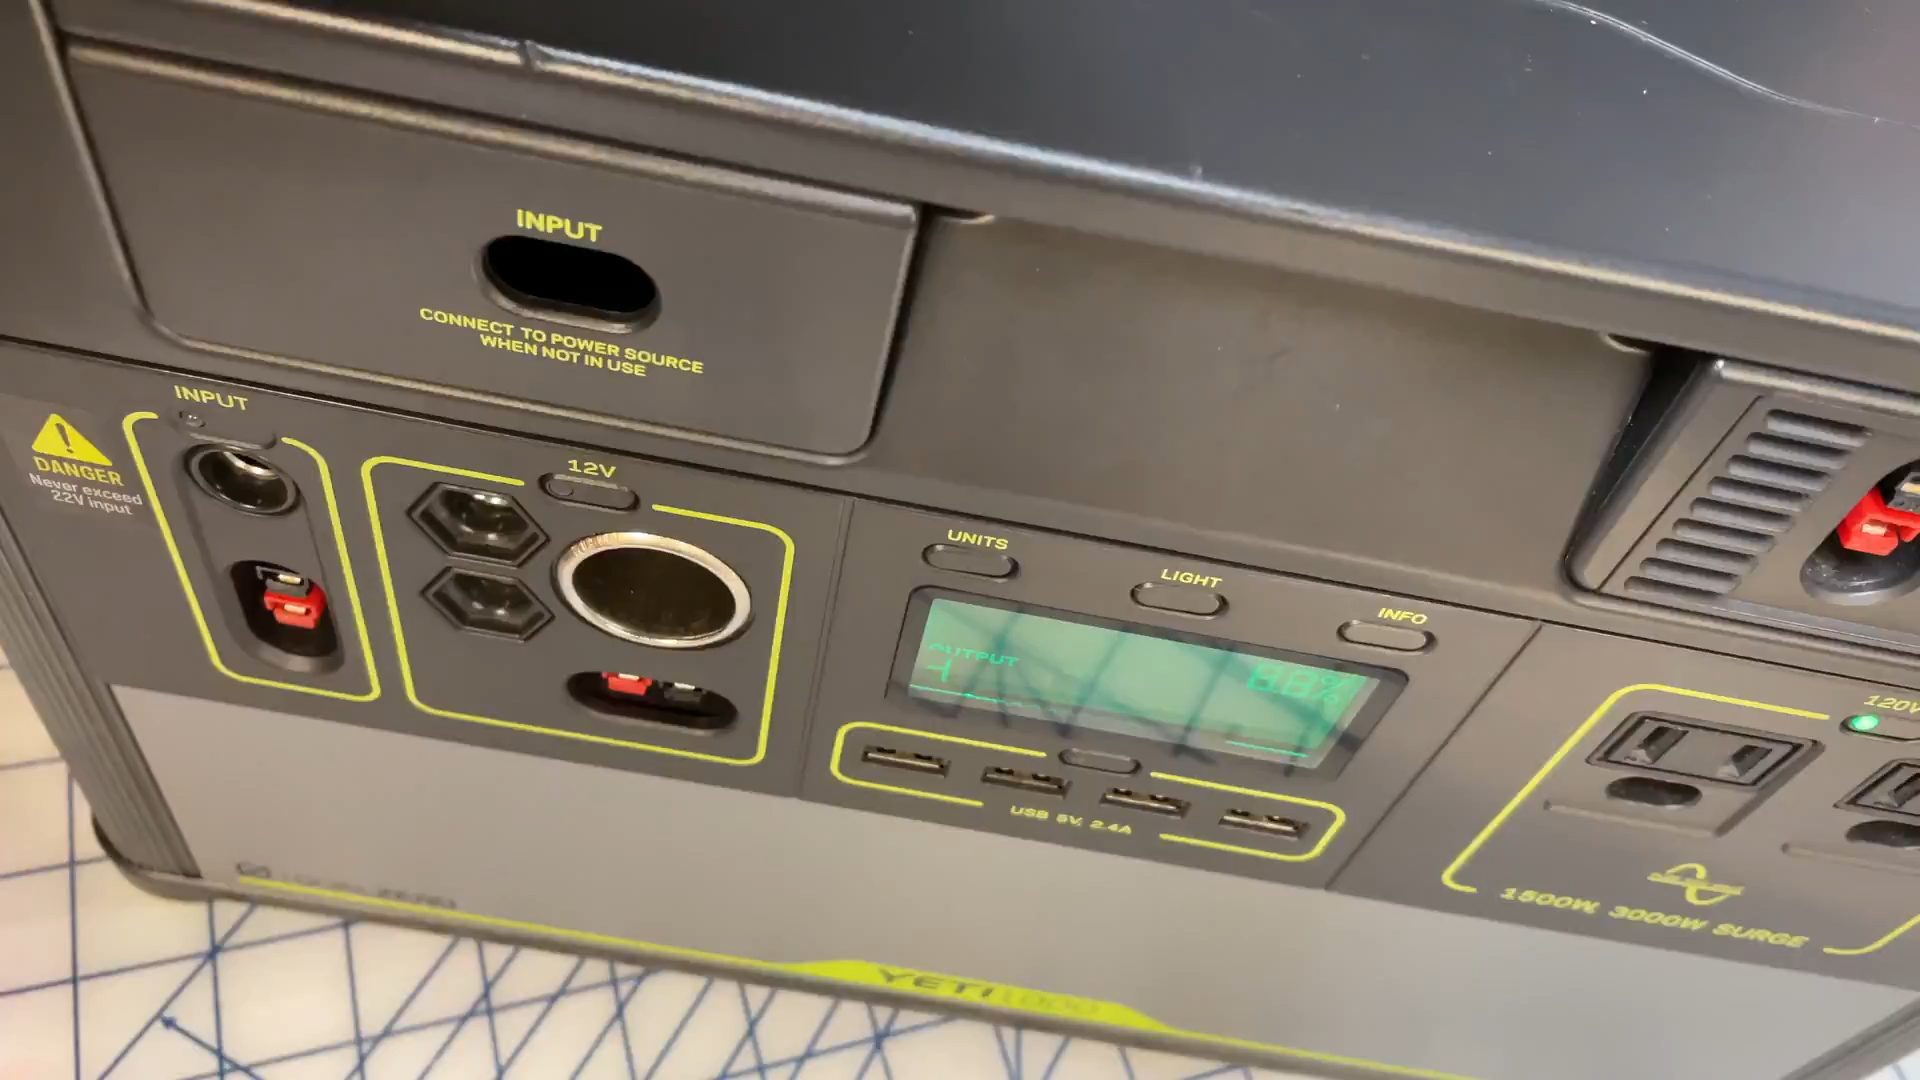 INPUT
CONNECT TO POWER SOURCE
WHEN NOT IN USE
DANGER
Never exceed
22V input
INPUT
12V
UNITS
LIGHT
INFO
OUTPUT
USB 5V, 2.4A
120V
1500W, 3000W SURGE
YETI